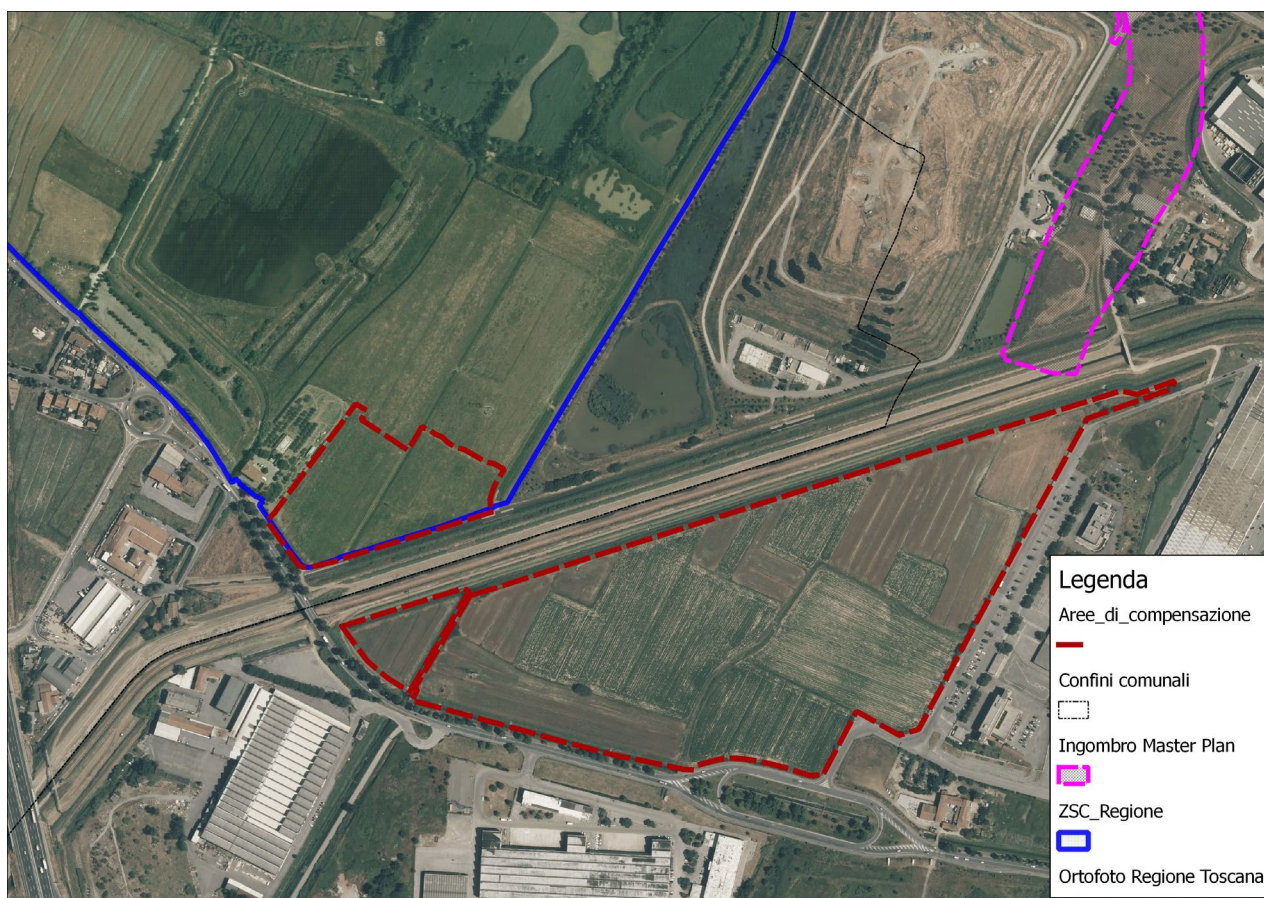 Legenda
Aree_di_compensazione
Confini comunali
Ingombro Master Plan
ZSC_Regione
Ortofoto Regione Toscana